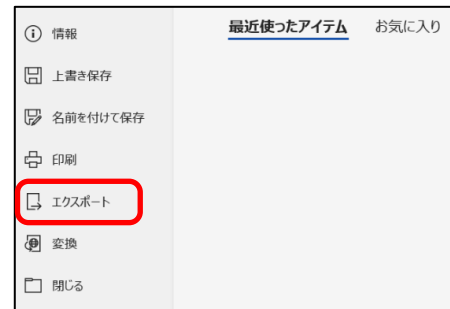 情報
上書き保存
名前を付けて保存
印刷
エクスポート
変換
閉じる
最近使ったアイテム
お気に入り